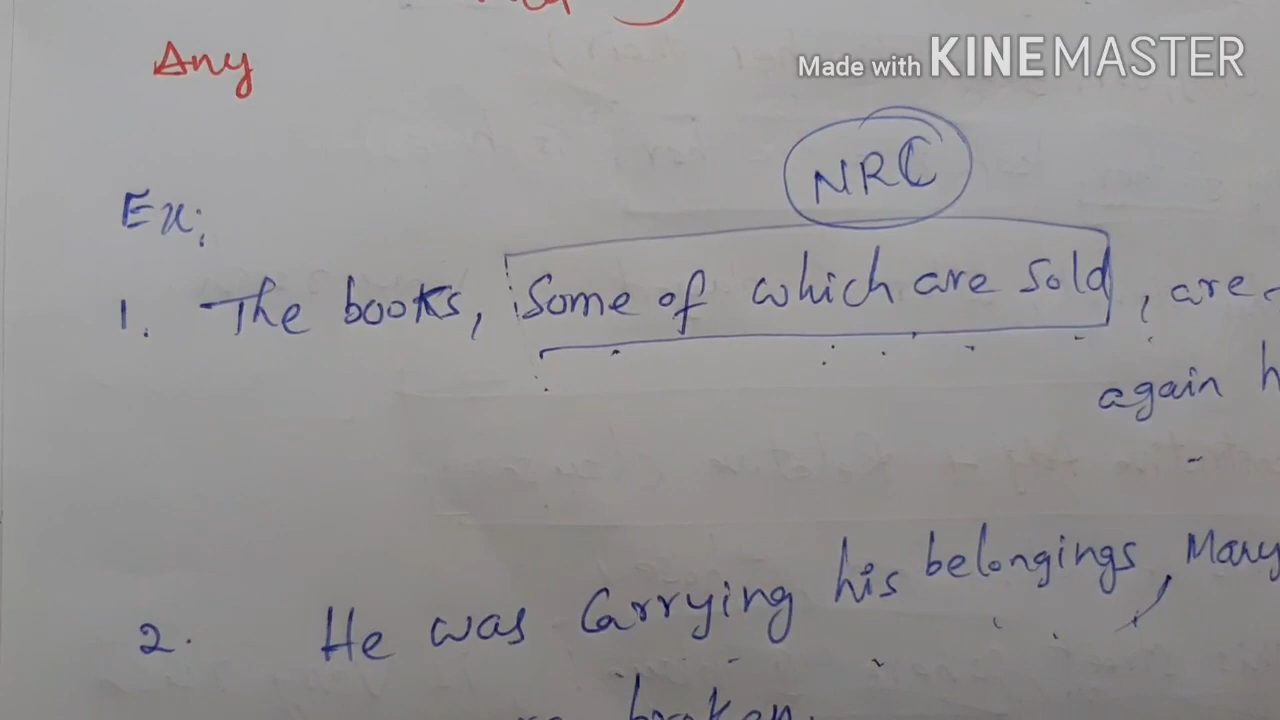 Any
Made with KINEMASTER
NRC
Ex:
1. The books, Some of which are Sold, are
again
2. He was Carrying his belongings, Many
broken.